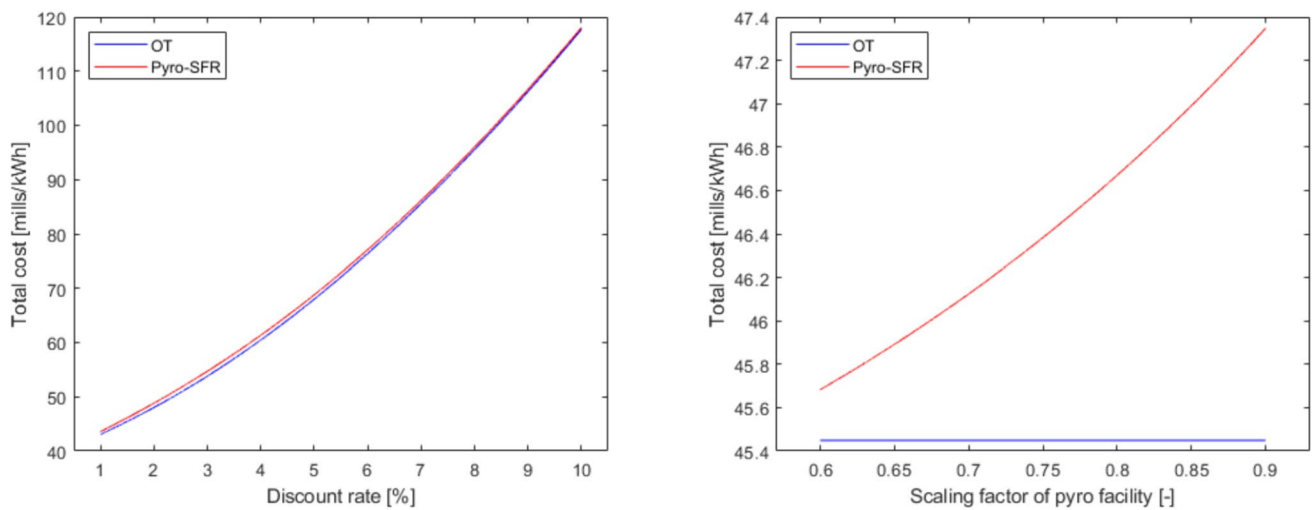 120
110
100
90
80
70
60
50
40
Total cost [mills/kWh]
OT
Pyro-SFR
1 2 3 4 5 6 7 8 9 10
Discount rate [%]
47.4
47.2
47
46.8
46.6
46.4
46.2
46
45.8
45.6
45.4
Total cost [mills/kWh]
OT
Pyro-SFR
0.6 0.65 0.7 0.75 0.8 0.85 0.9
Scaling factor of pyro facility [-]